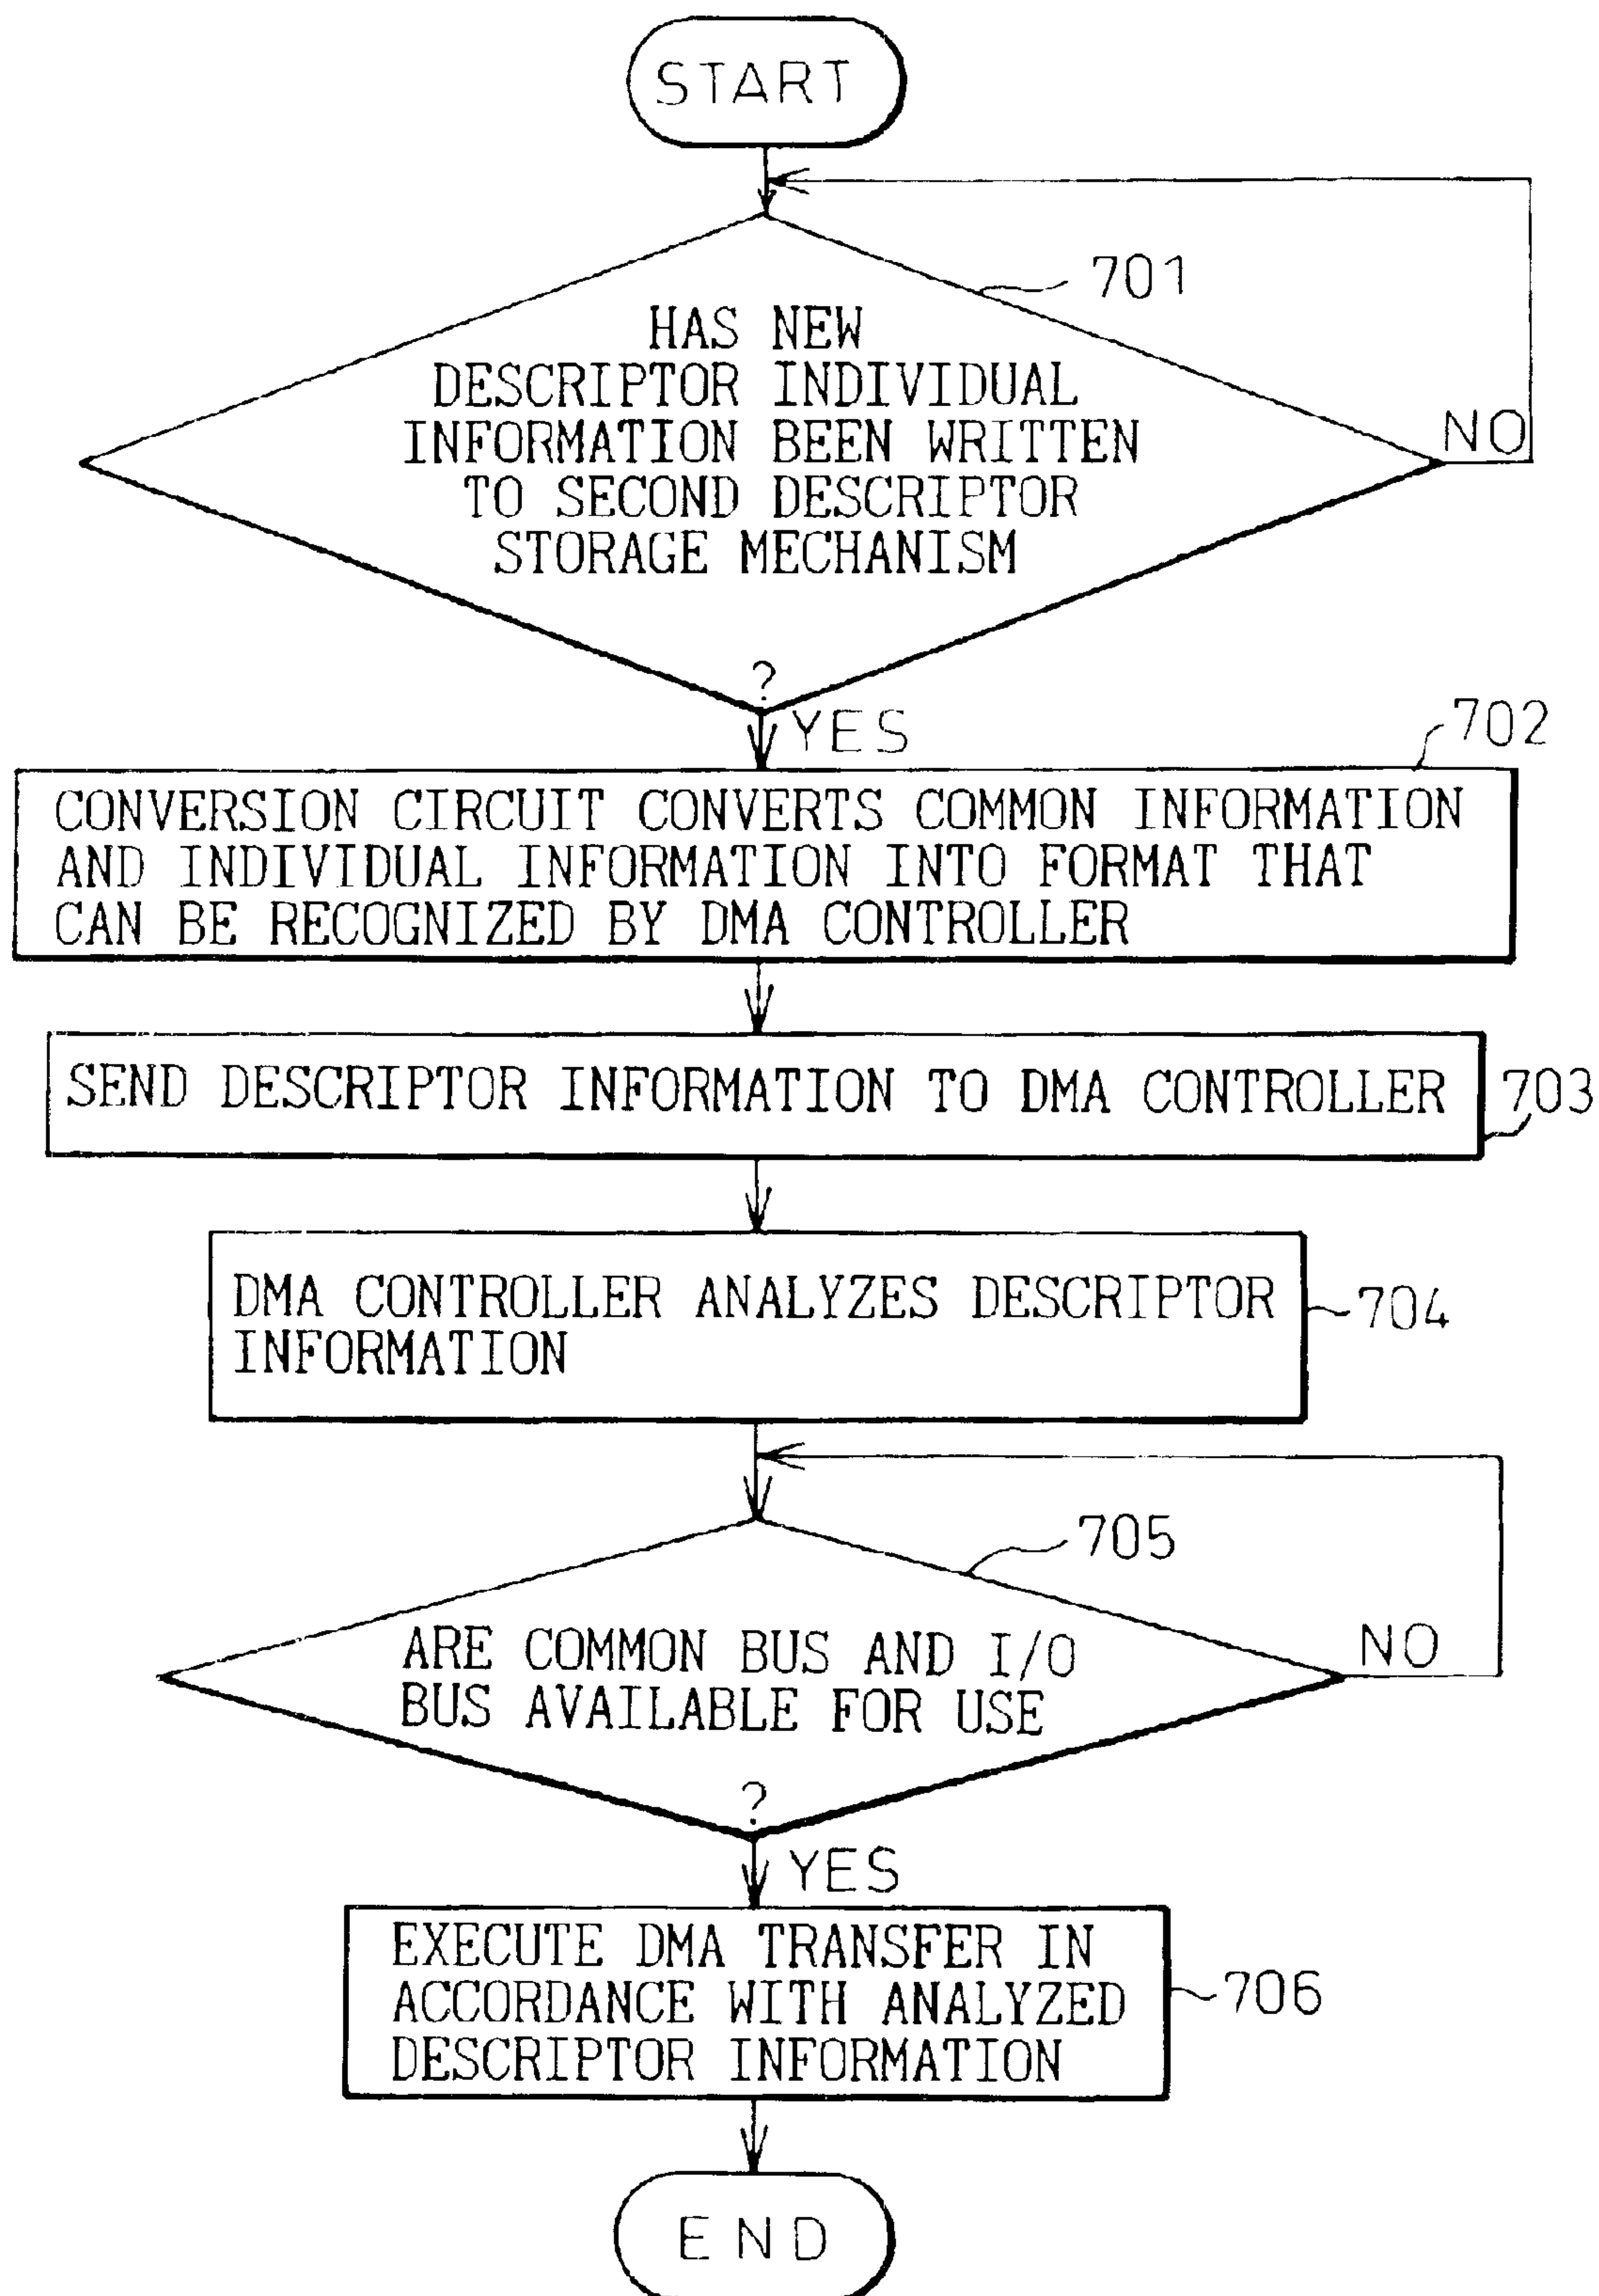 START
701
HAS NEW
DESCRIPTOR INDIVIDUAL
INFORMATION BEEN WRITTEN
TO SECOND DESCRIPTOR
STORAGE MECHANISM
?
NO
YES
702
CONVERSION CIRCUIT CONVERTS COMMON INFORMATION
AND INDIVIDUAL INFORMATION INTO FORMAT THAT
CAN BE RECOGNIZED BY DMA CONTROLLER
SEND DESCRIPTOR INFORMATION TO DMA CONTROLLER
703
DMA CONTROLLER ANALYZES DESCRIPTOR
INFORMATION
704
705
ARE COMMON BUS AND I/O
BUS AVAILABLE FOR USE
?
NO
YES
EXECUTE DMA TRANSFER IN
ACCORDANCE WITH ANALYZED
DESCRIPTOR INFORMATION
706
END